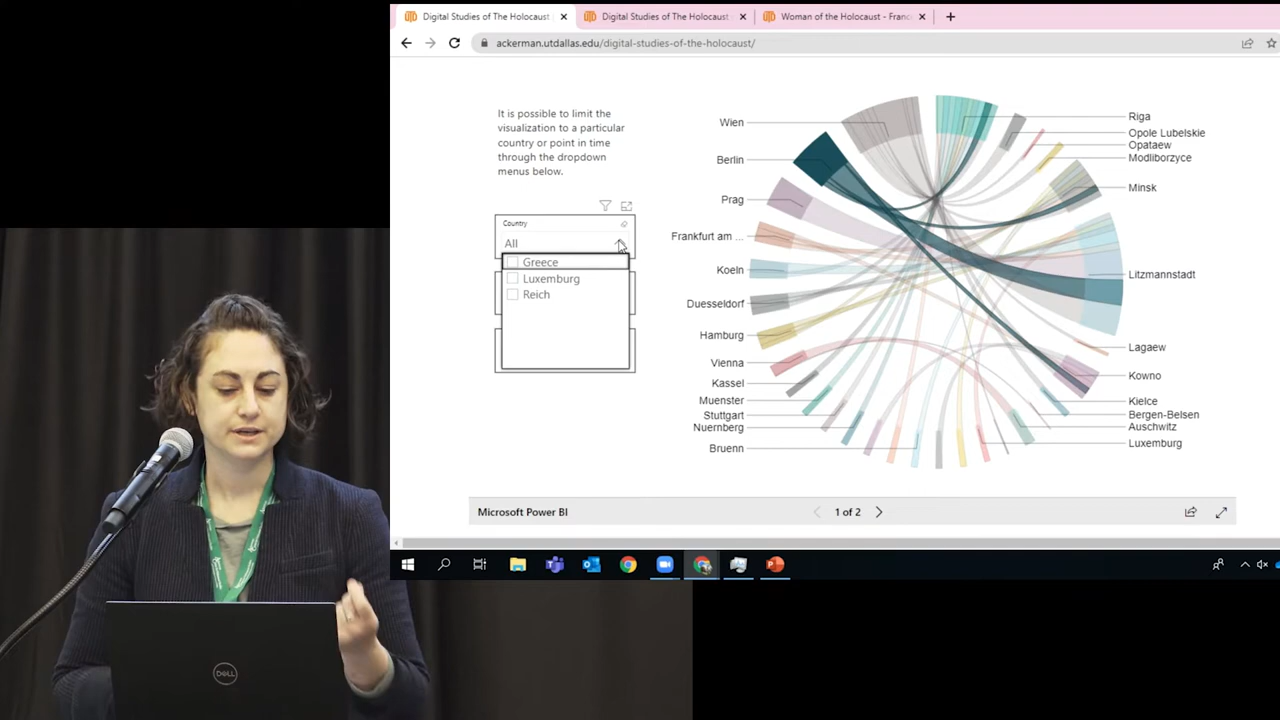 Digital Studies of The Holocaust
Digital Studies of The Holocaust
Woman of the Holocaust - Franci
ackerman.utdallas.edu/digital-studies-of-the-holocaust/
It is possible to limit the
visualization to a particular
country or point in time
through the dropdown
menus below.
Country
All
Greece
Luxemburg
Reich
Wien
Berlin
Prag
Frankfurt am ...
Koeln
Duesseldorf
Hamburg
Vienna
Kassel
Muenster
Stuttgart
Nuernberg
Bruenn
Riga
Opole Lubelskie
Opataew
Modliborzyce
Minsk
Litzmannstadt
Lagaew
Kowno
Kielce
Bergen-Belsen
Auschwitz
Luxemburg
Microsoft Power BI
1 of 2
DELL